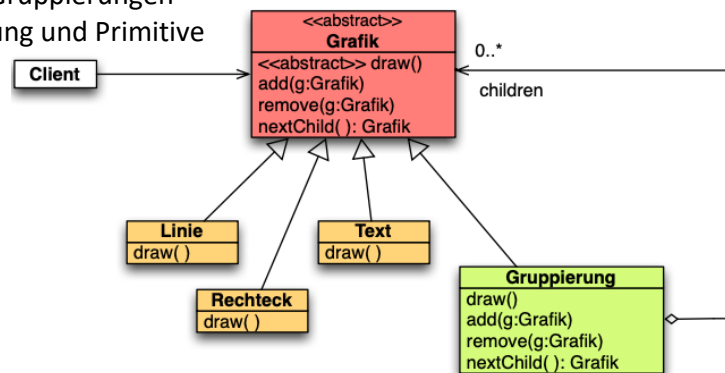 ruppierungen
ung und Primitive
<<abstract>>
Grafik
<<abstract>> draw()
add(g:Grafik)
remove(g:Grafik)
nextChild( ): Grafik
Client
0..*
children
Linie
draw( )
Text
draw( )
Rechteck
draw( )
Gruppierung
draw()
add(g:Grafik)
remove(g:Grafik)
nextChild( ): Grafik